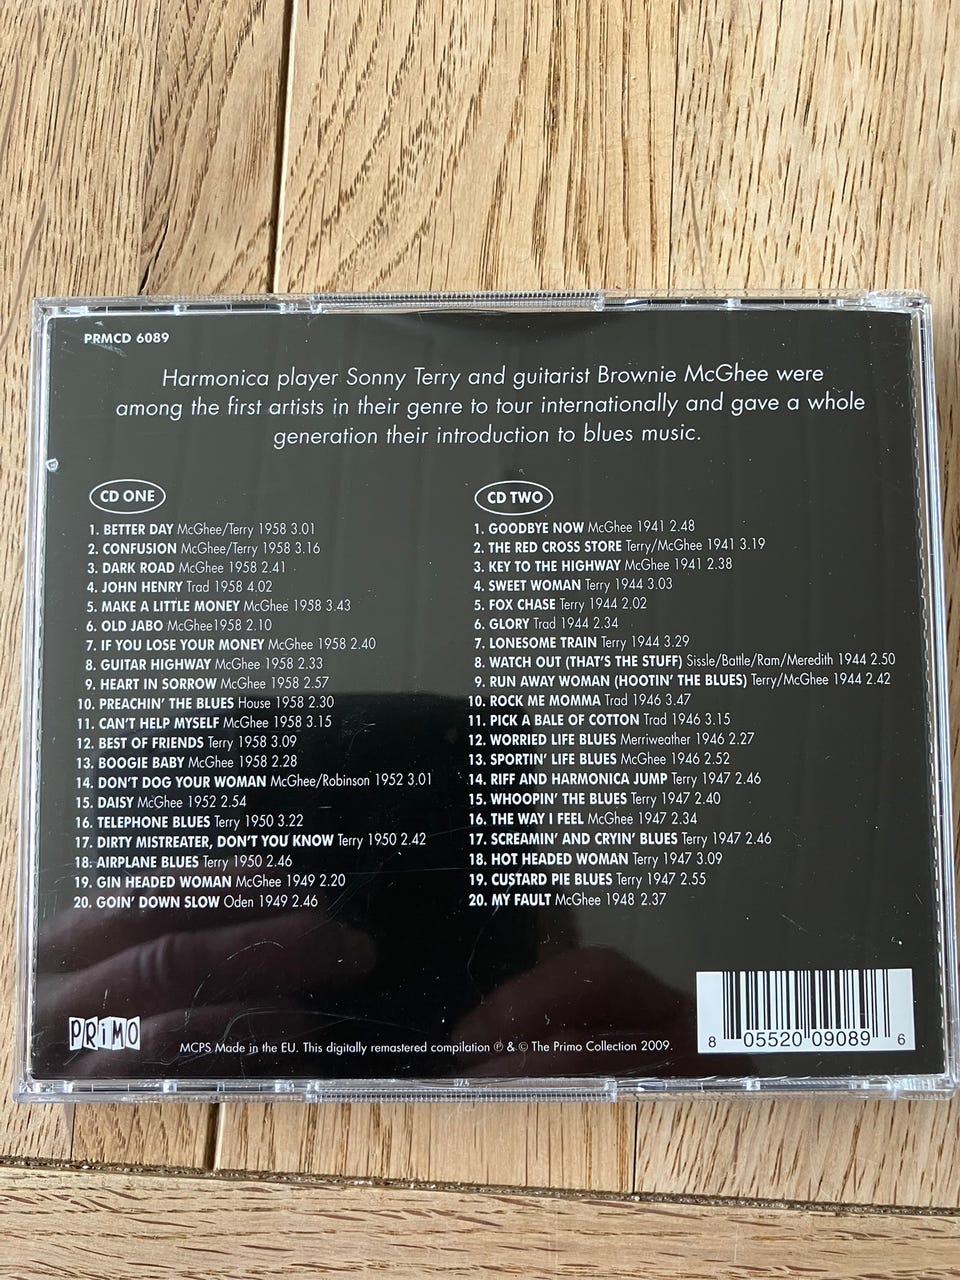 PRMCD 6089
Harmonica player Sonny Terry and guitarist Brownie McGhee were
among the first artists in their genre to tour internationally and gave a whole
generation their introduction to blues music.
CD ONE
1. BETTER DAY McGhee/Terry 1958 3.01
2. CONFUSION McGhee/Terry 1958 3.16
3. DARK ROAD McGhee 1958 2.41
4. JOHN HENRY Trad 1958 4.02
5. MAKE A LITTLE MONEY McGhee 1958 3.43
6. OLD JABO McGhee1958 2.10
7. IF YOU LOSE YOUR MONEY McGhee 1958 2.40
8. GUITAR HIGHWAY McGhee 1958 2.33
9. HEART IN SORROW McGhee 1958 2.57
10. PREACHIN' THE BLUES House 1958 2.30
11. CAN'T HELP MYSELF McGhee 1958 3.15
12. BEST OF FRIENDS Terry 1958 3.09
13. BOOGIE BABY McGhee 1958 2.28
14. DON'T DOG YOUR WOMAN McGhee/Robinson 1952 3.01
15. DAISY McGhee 1952 2.54
16. TELEPHONE BLUES Terry 1950 3.22
17. DIRTY MISTREATER, DON'T YOU KNOW Terry 1950 2.42
18. AIRPLANE BLUES Terry 1950 2.46
19. GIN HEADED WOMAN McGhee 1949 2.20
20. GOIN' DOWN SLOW Oden 1949 2.46
CD TWO
1. GOODBYE NOW McGhee 1941 2.48
2. THE RED CROSS STORE Terry/McGhee 1941 3.19
3. KEY TO THE HIGHWAY McGhee 1941 2.38
4. SWEET WOMAN Terry 1944 3.03
5. FOX CHASE Terry 1944 2.02
6. GLORY Trad 1944 2.34
7. LONESOME TRAIN Terry 1944 3.29
8. WATCH OUT (THAT'S THE STUFF) Sissle/Battle/Ram/Meredith 1944 2.50
9. RUN AWAY WOMAN (HOOTIN' THE BLUES) Terry/McGhee 1944 2.42
10. ROCK ME MOMMA Trad 1946 3.47
11. PICK A BALE OF COTTON Trad 1946 3.15
12. WORRIED LIFE BLUES Merriweather 1946 2.27
13. SPORTIN' LIFE BLUES McGhee 1946 2.52
14. RIFF AND HARMONICA JUMP Terry 1947 2.46
15. WHOOPIN' THE BLUES Terry 1947 2.40
16. THE WAY I FEEL McGhee 1947 2.34
17. SCREAMIN' AND CRYIN' BLUES Terry 1947 2.46
18. HOT HEADED WOMAN Terry 1947 3.09
19. CUSTARD PIE BLUES Terry 1947 2.55
20. MY FAULT McGhee 1948 2.37
PRiMO
MCPS Made in the EU. This digitally remastered compilation ℗ & © The Primo Collection 2009.
8 05520 09089 6